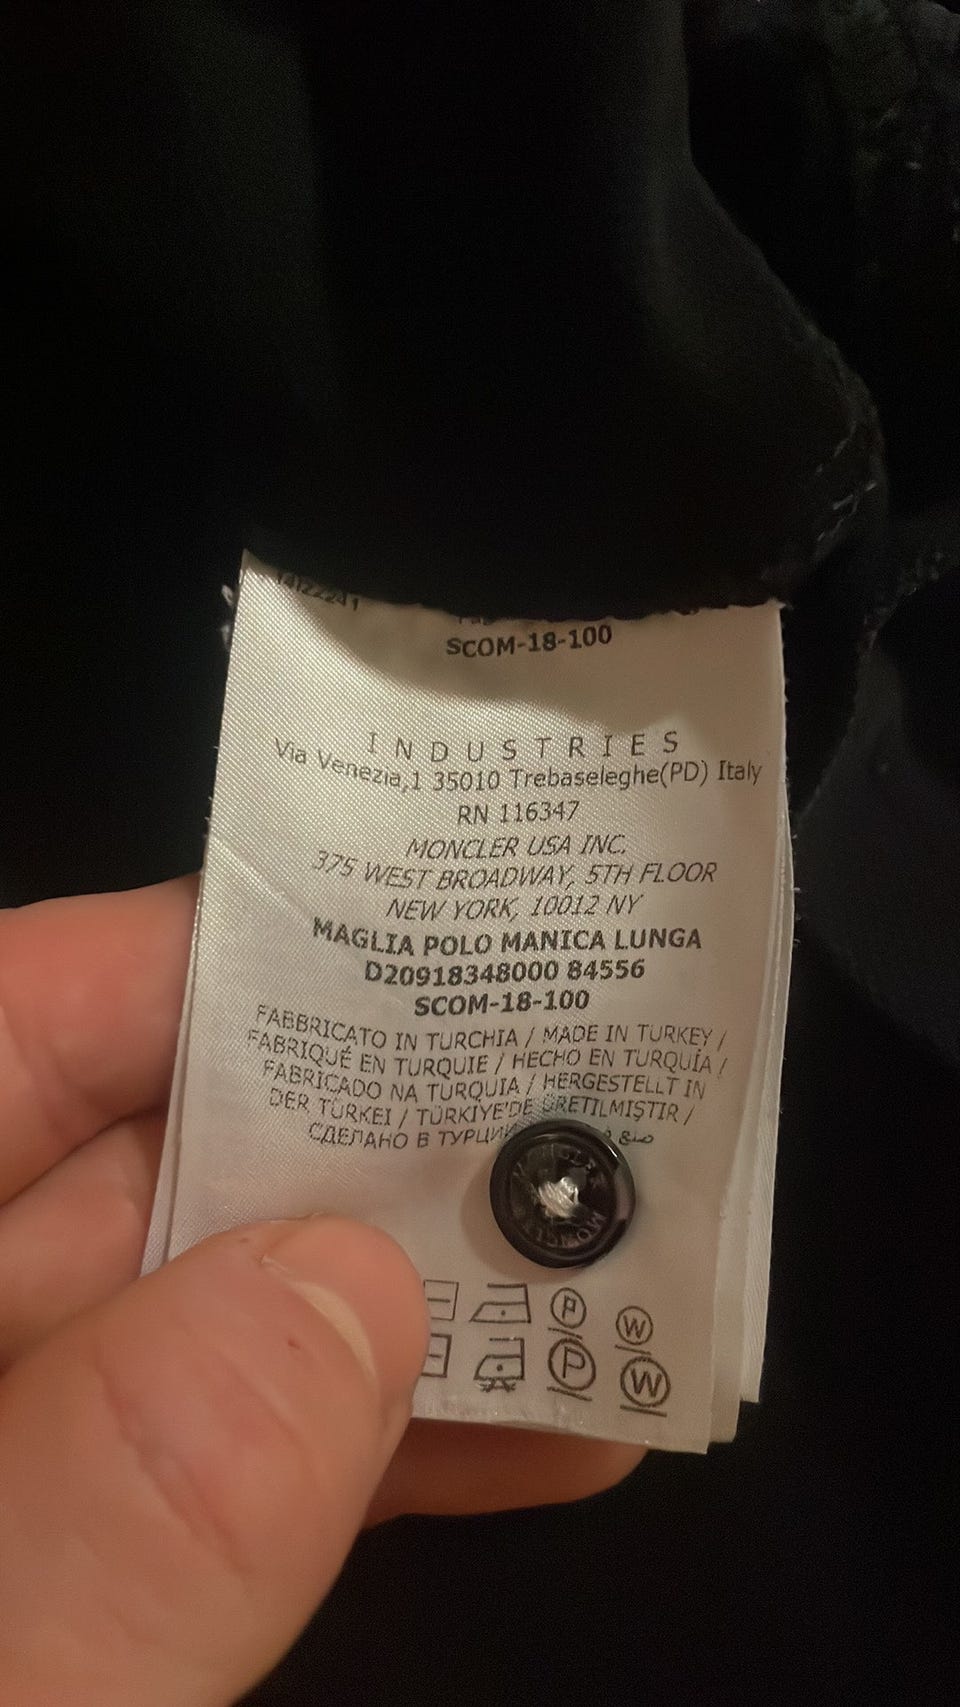 SCOM-18-100
INDUSTRIES
Via Venezia,1 35010 Trebaseleghe(PD) Italy
RN 116347
MONCLER USA INC.
375 WEST BROADWAY, 5TH FLOOR
NEW YORK, 10012 NY
MAGLIA POLO MANICA LUNGA
D20918348000 84556
SCOM-18-100
FABBRICATO IN TURCHIA / MADE IN TURKEY /
FABRIQUÉ EN TURQUIE / HECHO EN TURQUÍA /
FABRICADO NA TURQUIA / HERGESTELLT IN
DER TÜRKEI / TÜRKIYE'DE ÜRETILMIŞTIR /
СДЕЛАНО В ТУРЦИИ
MONCLER
P W
P W